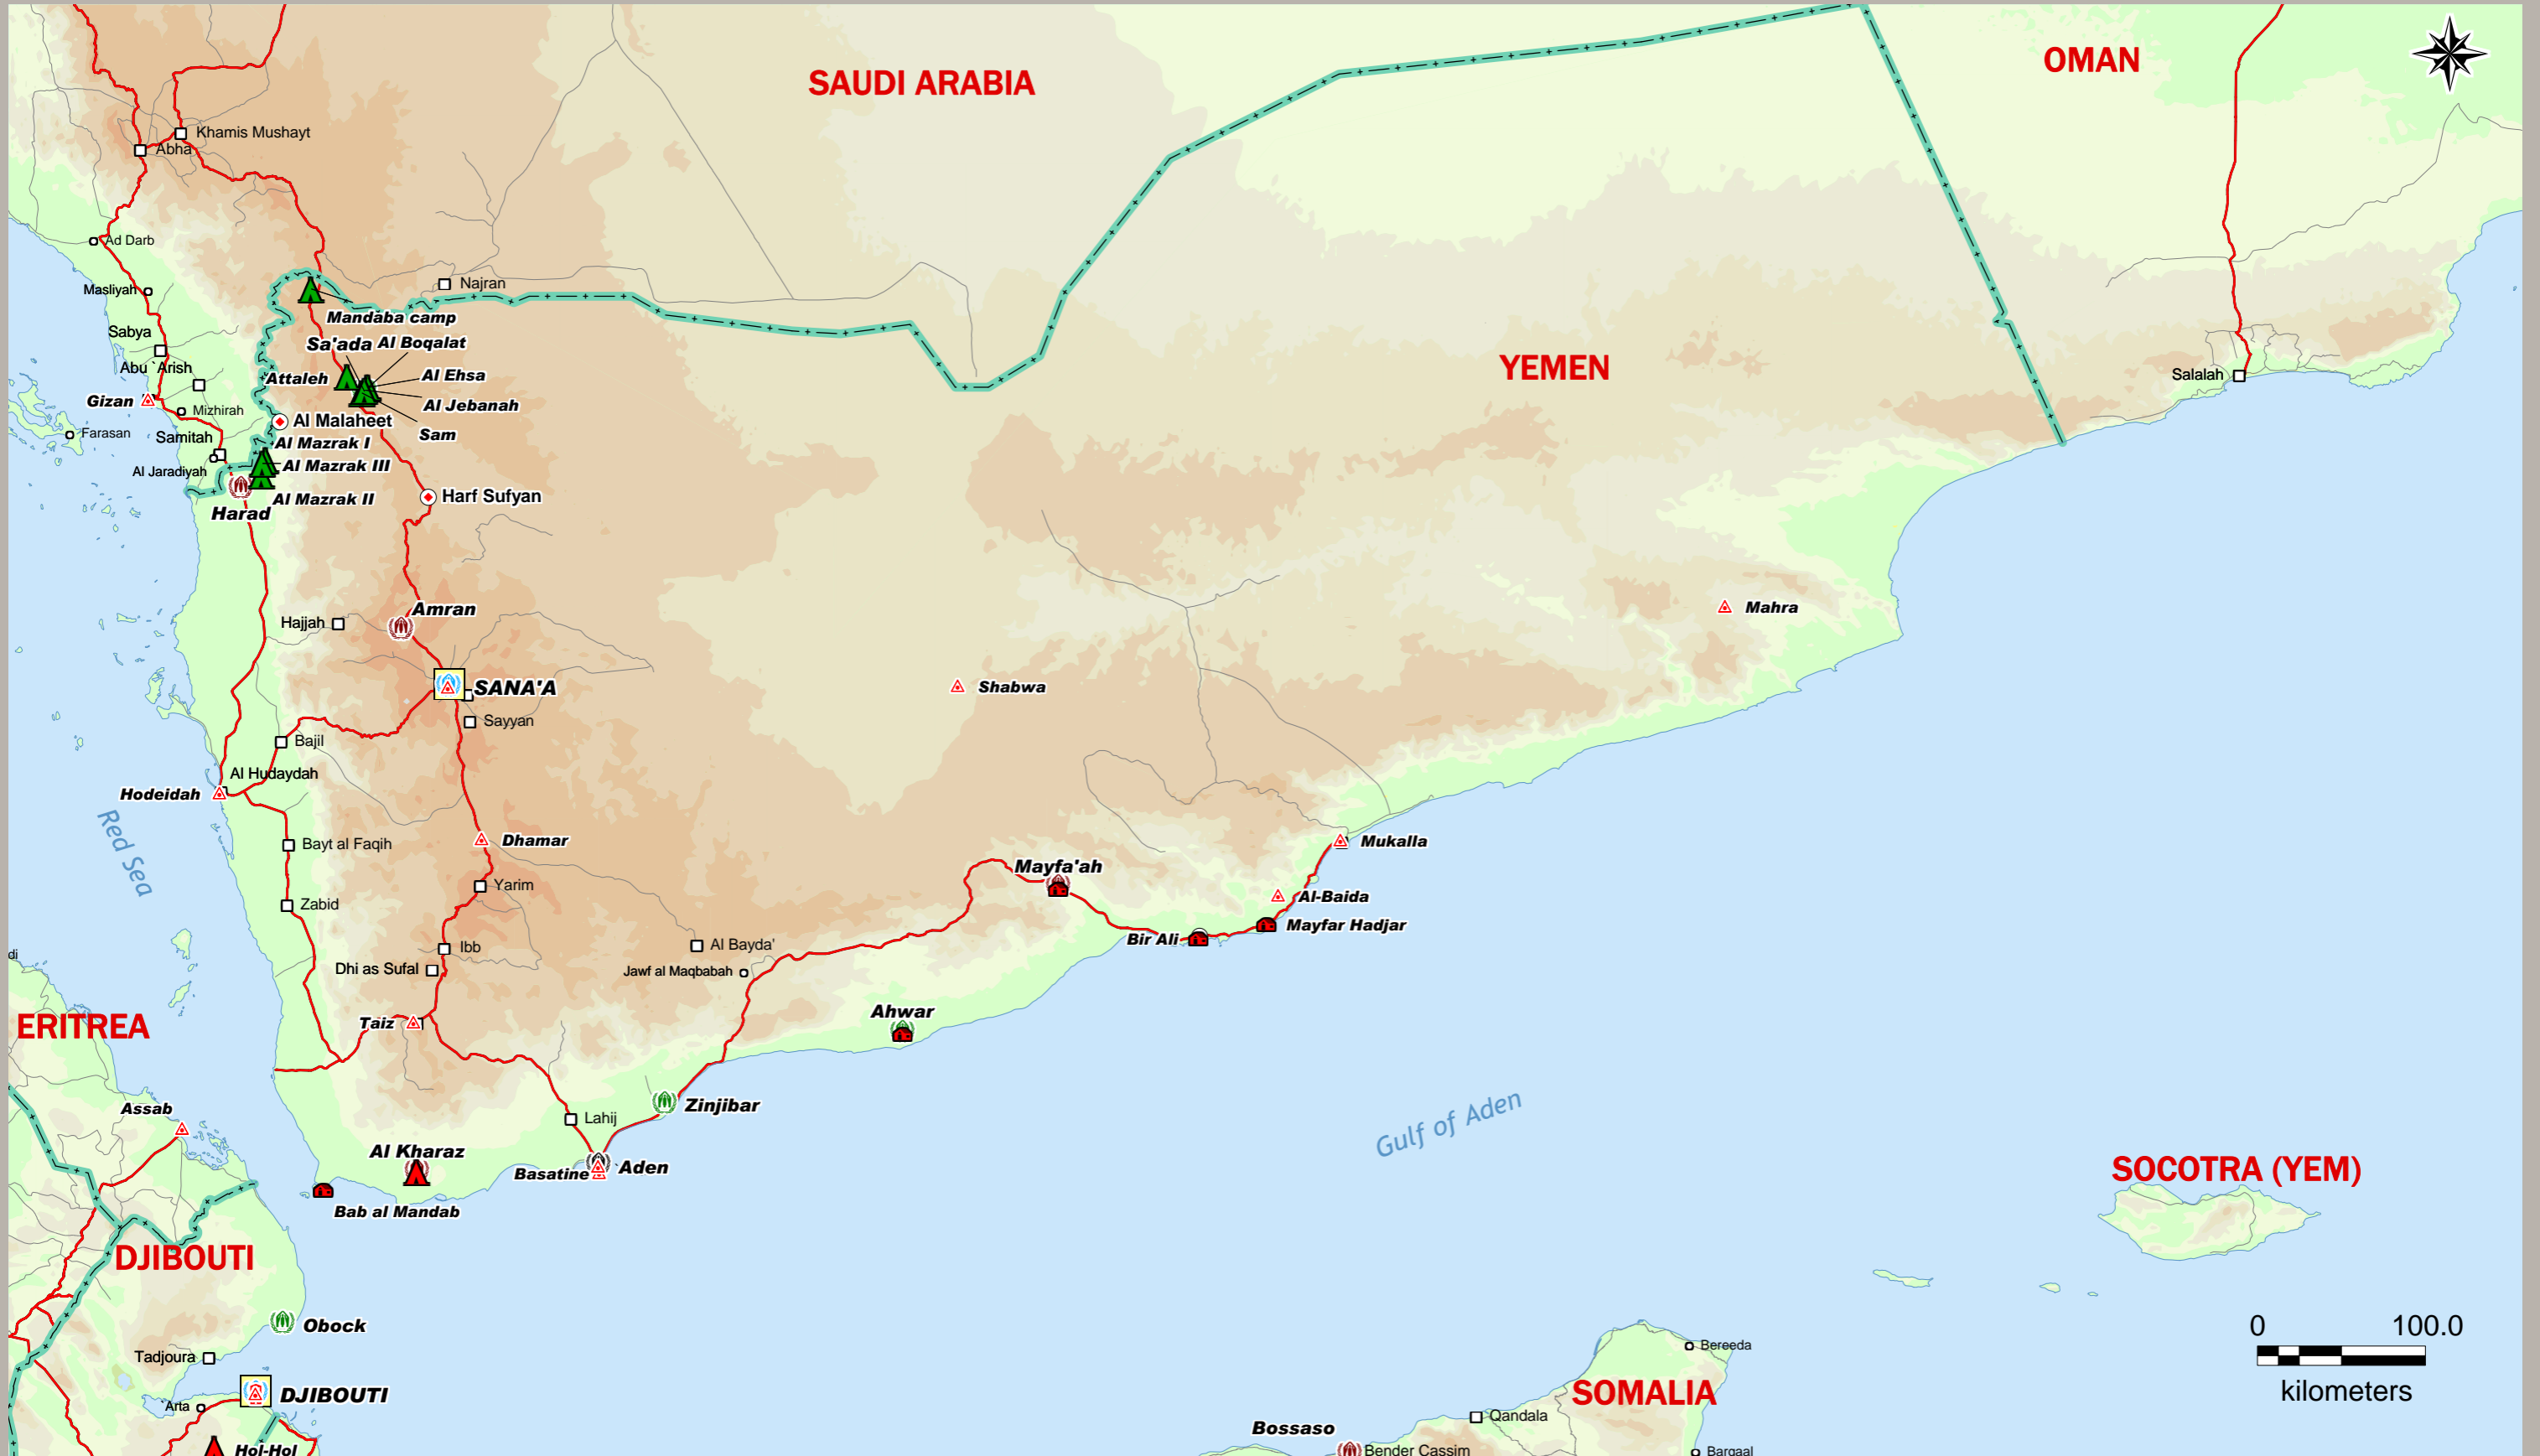 SAUDI ARABIA
OMAN
Khamis Mushayt
Abha
Ad Darb
Najran
Masliyah
Mandaba camp
Sabya
Sa'ada
Al Boqalat
YEMEN
Abu `Arish
Attaleh
Al Ehsa
Salalah
Gizan
Mizhirah
Al Jebanah
Farasan
Al Malaheet
Samitah
Sam
Al Mazrak I
Al Jaradiyah
Al Mazrak III
Al Mazrak II
Harf Sufyan
Harad
Amran
Mahra
Hajjah
SANA'A
Shabwa
Sayyan
Bajil
Al Hudaydah
Hodeidah
Red Sea
Dhamar
Mukalla
Bayt al Faqih
Mayfa'ah
Yarim
Al-Baida
Zabid
Mayfar Hadjar
Bir Ali
Ibb
Al Bayda'
di
Dhi as Sufal
Jawf al Maqbabah
Ahwar
ERITREA
Taiz
Assab
Zinjibar
Lahij
Gulf of Aden
Al Kharaz
Basatine
Aden
SOCOTRA (YEM)
Bab al Mandab
DJIBOUTI
Obock
0 100.0
kilometers
Tadjoura
Bereeda
DJIBOUTI
SOMALIA
`Arta
Qandala
Bossaso
Hol-Hol
Bender Cassim
Bargaal